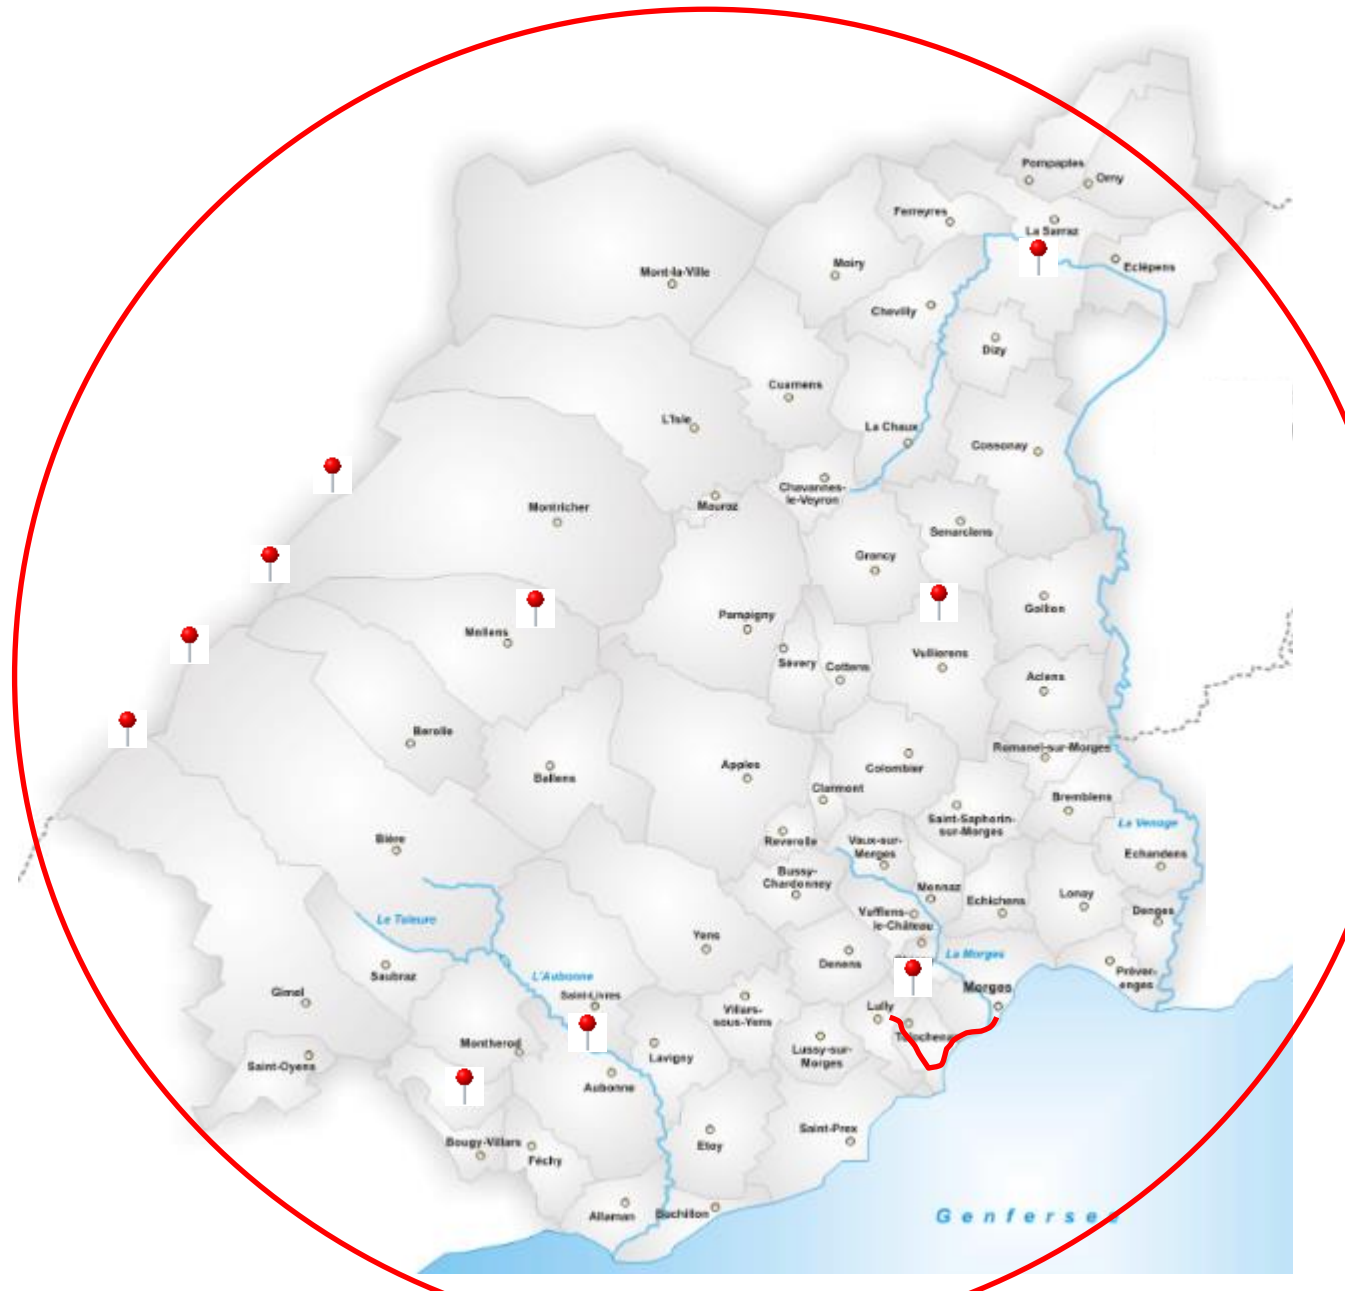 Pompaples
Orny
Ferreyres
La Sarraz
Moiry
Eclépens
Mont-la-Ville
Chevilly
Dizy
Cuarnens
L'Isle
La Chaux
Cossonay
Chavannes-
le-Veyron
Montricher
Mauraz
Senarclens
Grancy
Gollion
Pampigny
Mollens
Sévery
Cottens
Vullierens
Aclens
Berolle
Romanel-sur-Morges
Ballens
Apples
Colombier
Clarmont
Bremblens
Saint-Saphorin-
sur-Morges
La Venoge
Bière
Reverolle
Vaux-sur-
Morges
Echandens
Bussy-
Chardonney
Monnaz
Echichens
Lonay
Vufflens-
le-Château
Denges
Le Toleure
Yens
La Morges
Denens
Saubraz
L'Aubonne
Préver-
enges
Gimel
Saint-Livres
Morges
Villars-
sous-Yens
Lully
Tolochenaz
Montherod
Lussy-sur-
Morges
Lavigny
Saint-Oyens
Aubonne
Saint-Prex
Bougy-Villars
Etoy
Féchy
Allaman
Buchillon
Genfersee